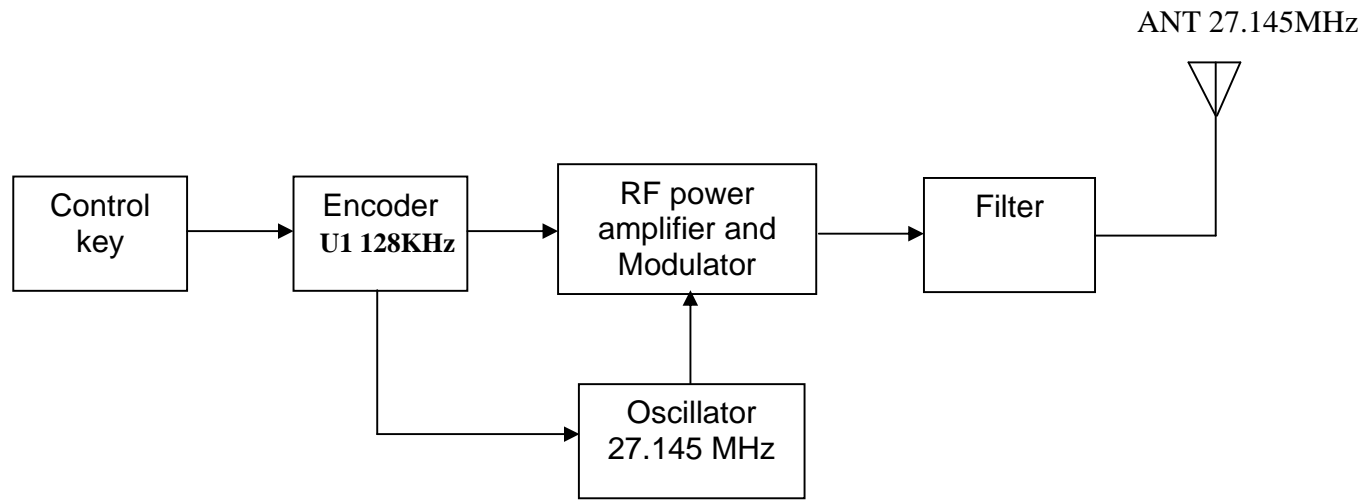 ANT 27.145MHz
Control
key
Encoder
U1 128KHz
RF power
amplifier and
Modulator
Filter
Oscillator
27.145 MHz